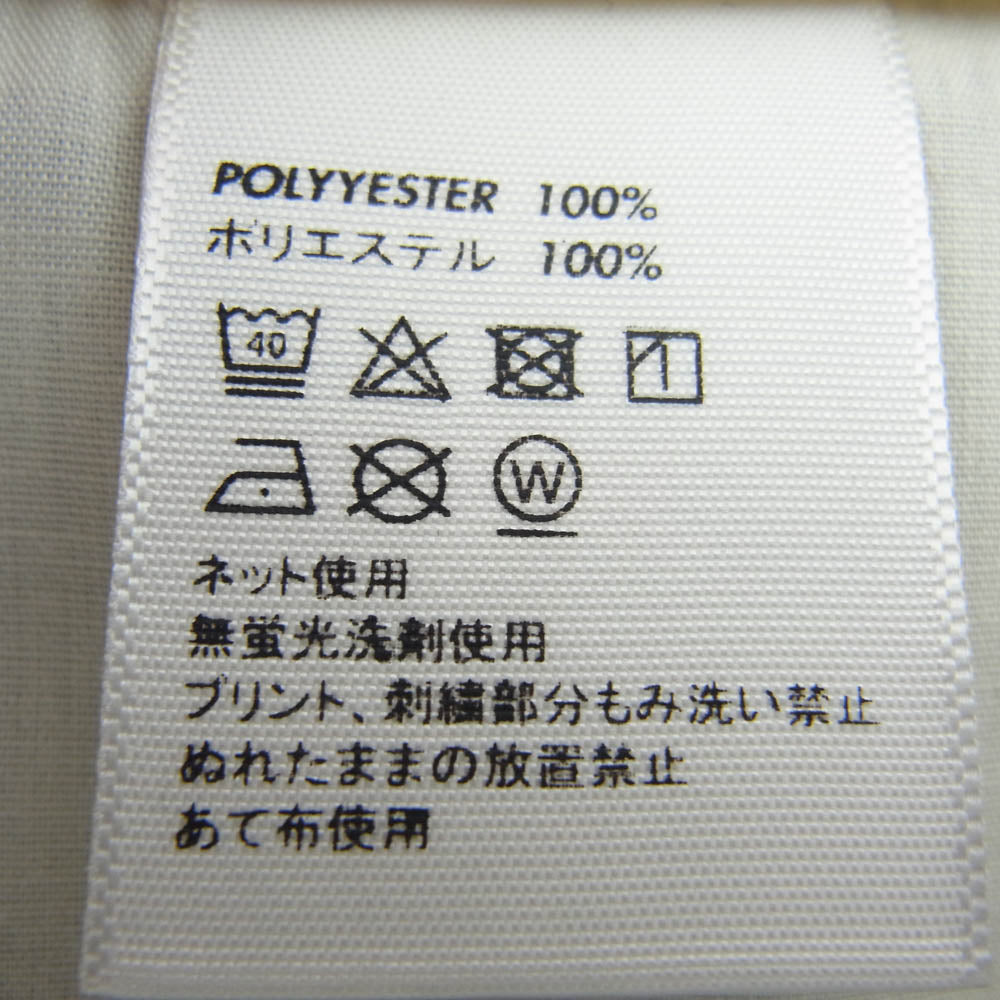 POLYYESTER 100%
ポリエステル 100%
40
W
ネット使用
無蛍光洗剤使用
プリント、刺繍部分もみ洗い禁止
ぬれたままの放置禁止
あて布使用